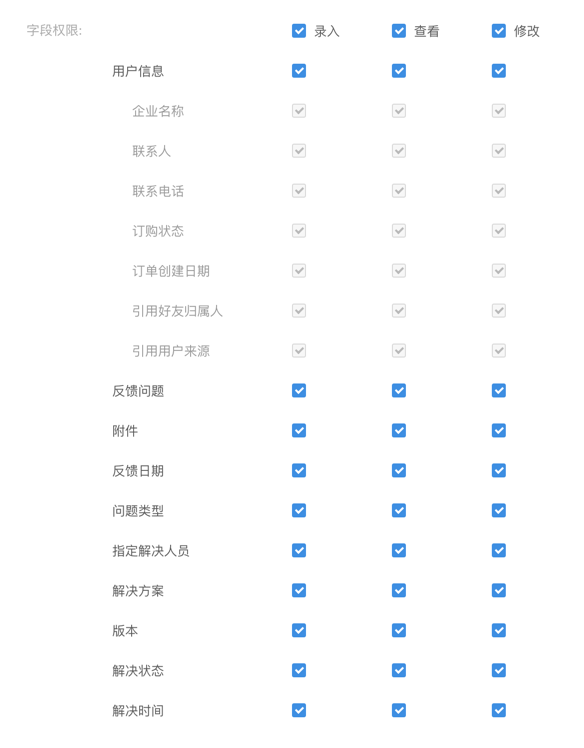 字段权限: 录入 查看 修改
用户信息
企业名称
联系人
联系电话
订购状态
订单创建日期
引用好友归属人
引用用户来源
反馈问题
附件
反馈日期
问题类型
指定解决人员
解决方案
版本
解决状态
解决时间